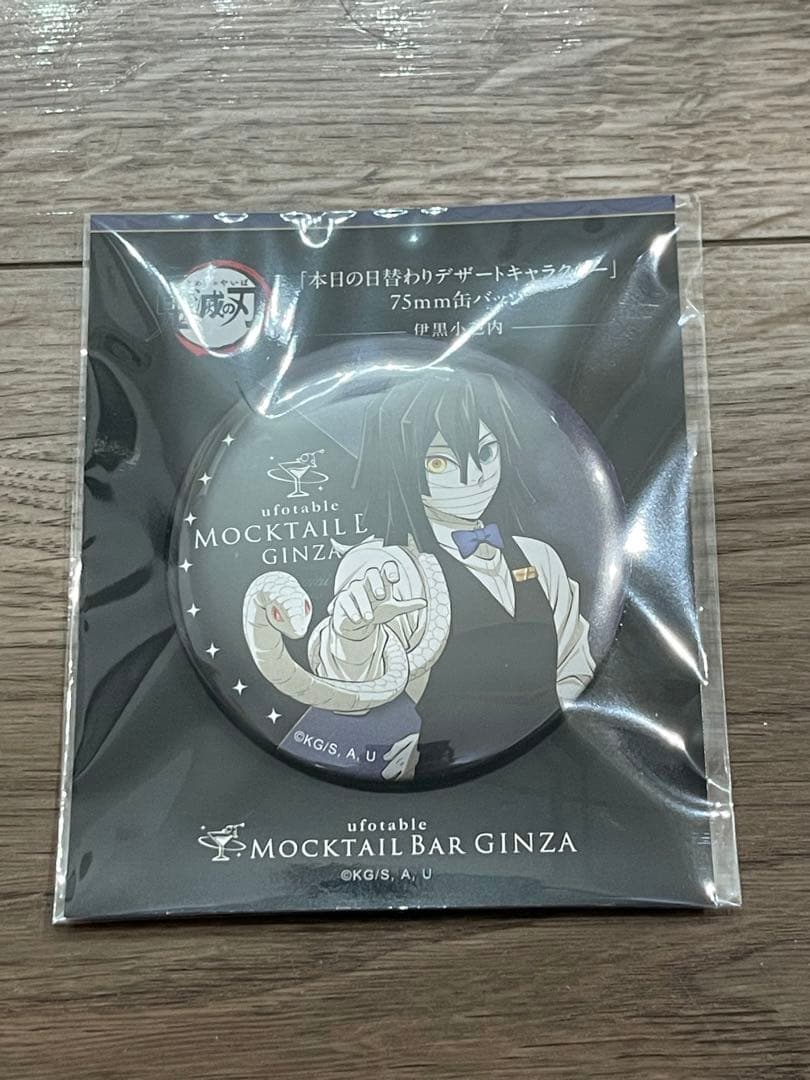 滅の刃
「本日の日替わりデザートキャラクター」
75mm缶バッジ
伊黒小芭内
ufotable
MOCKTAIL B
GINZA
©KG/S, A, U
ufotable
MOCKTAIL BAR GINZA
©KG/S, A, U